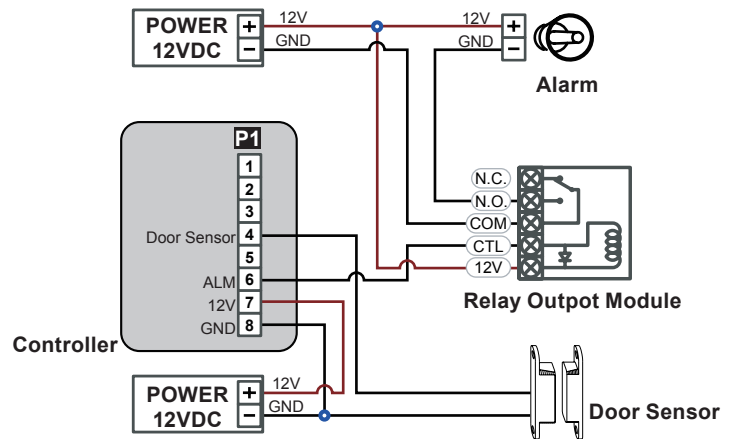 POWER
12VDC
+
−
12V
GND
12V
GND
+
−
Alarm
P1
1
2
3
Door Sensor 4
5
ALM 6
12V 7
GND 8
Controller
N.C.
N.O.
COM
CTL
12V
Relay Outpot Module
POWER
12VDC
+
−
12V
GND
Door Sensor